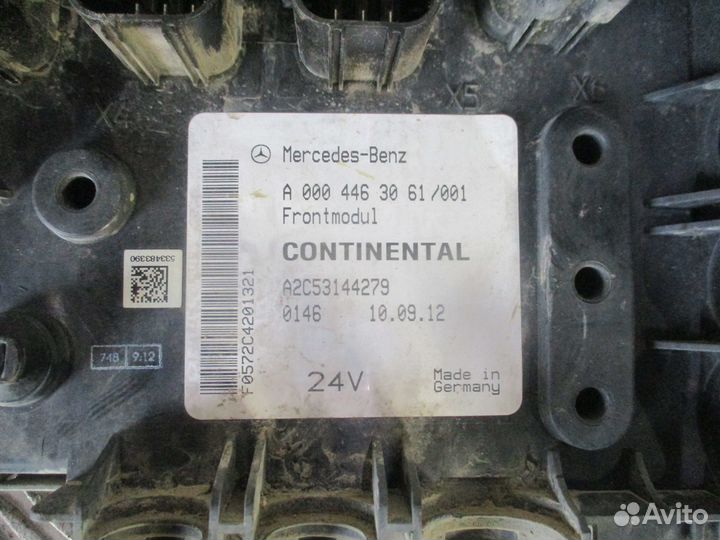 X4
X5
X6
Mercedes-Benz
A 000 446 30 61/001
Frontmodul
CONTINENTAL
A2C53144279
0146 10.09.12
24V
Made in
Germany
F0572C4201321
533483390
748 9:12
Avito